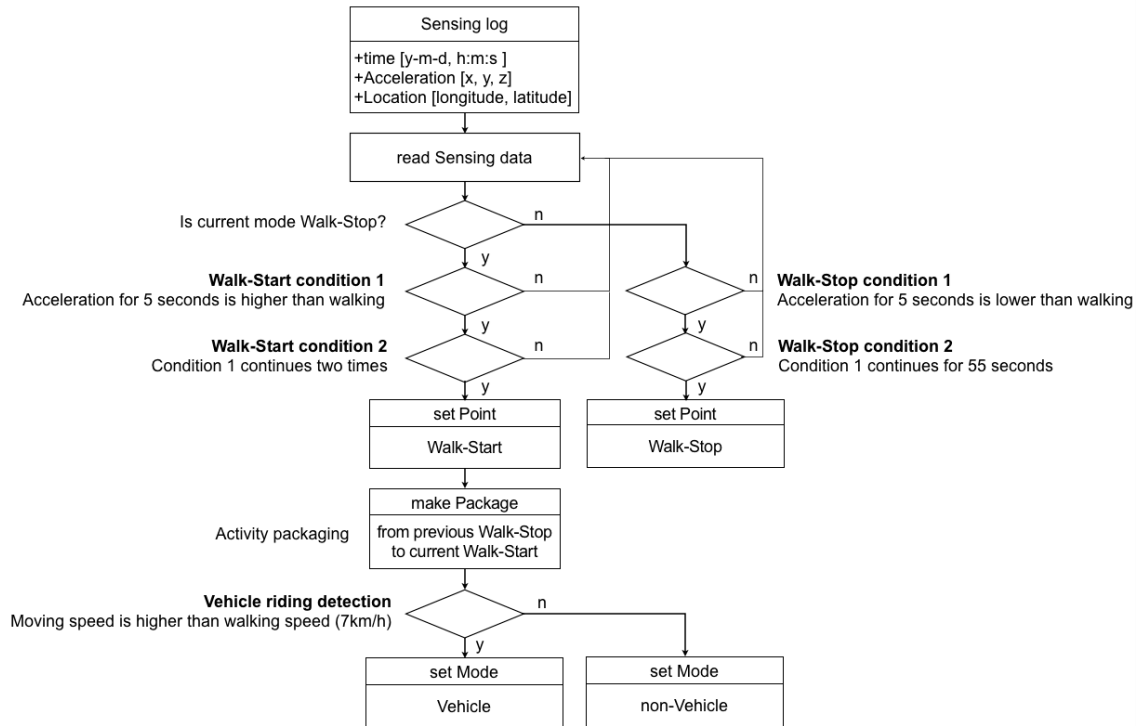 Sensing log
+time [y-m-d, h:m:s ]
+Acceleration [x, y, z]
+Location [longitude, latitude]
read Sensing data
Is current mode Walk-Stop?
n
y
Walk-Start condition 1
Acceleration for 5 seconds is higher than walking
n
y
n
y
Walk-Stop condition 1
Acceleration for 5 seconds is lower than walking
Walk-Start condition 2
Condition 1 continues two times
n
y
n
y
Walk-Stop condition 2
Condition 1 continues for 55 seconds
set Point
Walk-Start
set Point
Walk-Stop
Activity packaging
make Package
from previous Walk-Stop
to current Walk-Start
Vehicle riding detection
Moving speed is higher than walking speed (7km/h)
n
y
set Mode
Vehicle
set Mode
non-Vehicle